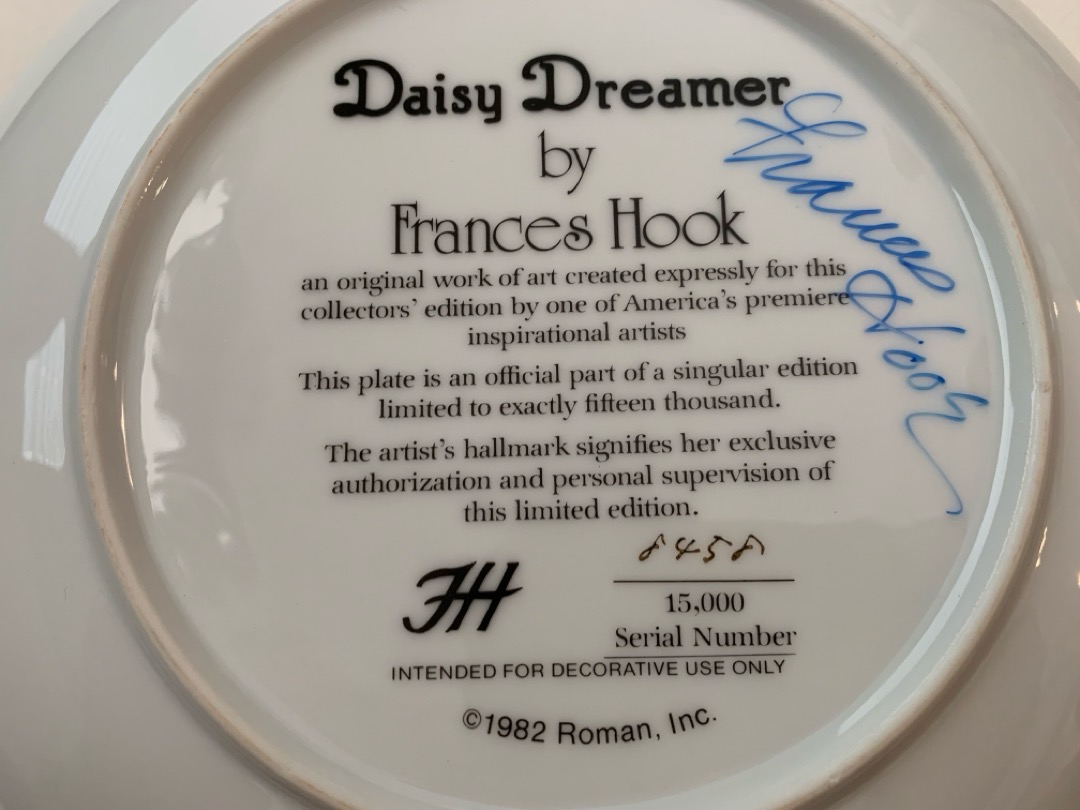 Daisy Dreamer
by
Frances Hook
an original work of art created expressly for this
collectors' edition by one of America's premiere
inspirational artists
This plate is an official part of a singular edition
limited to exactly fifteen thousand.
The artist's hallmark signifies her exclusive
authorization and personal supervision of
this limited edition.
FH
8458
15,000
Serial Number
INTENDED FOR DECORATIVE USE ONLY
©1982 Roman, Inc.
Frances Hook